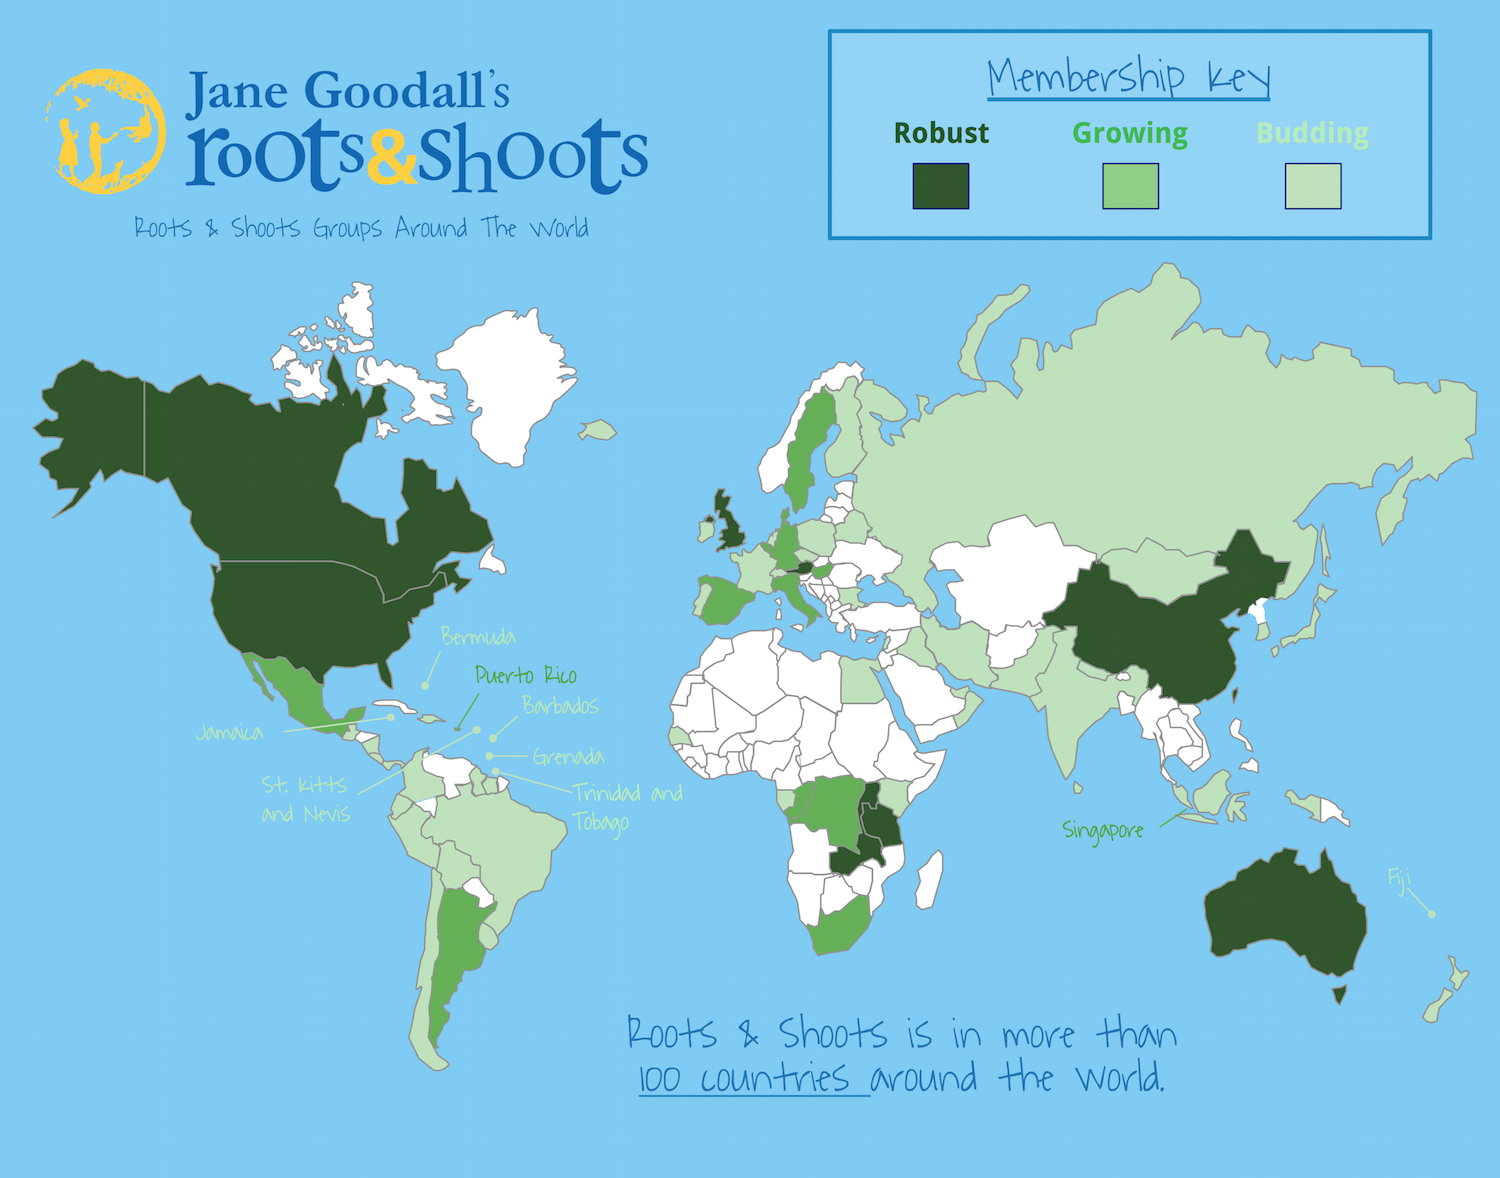 Jane Goodall's
roots&shoots
Roots & Shoots Groups Around The World
Membership Key
Robust
Growing
Budding
Bermuda
Puerto Rico
Barbados
Jamaica
Grenada
St. Kitts
and Nevis
Trinidad and
Tobago
Singapore
Fiji
Roots & Shoots is in more than
100 countries around the world.